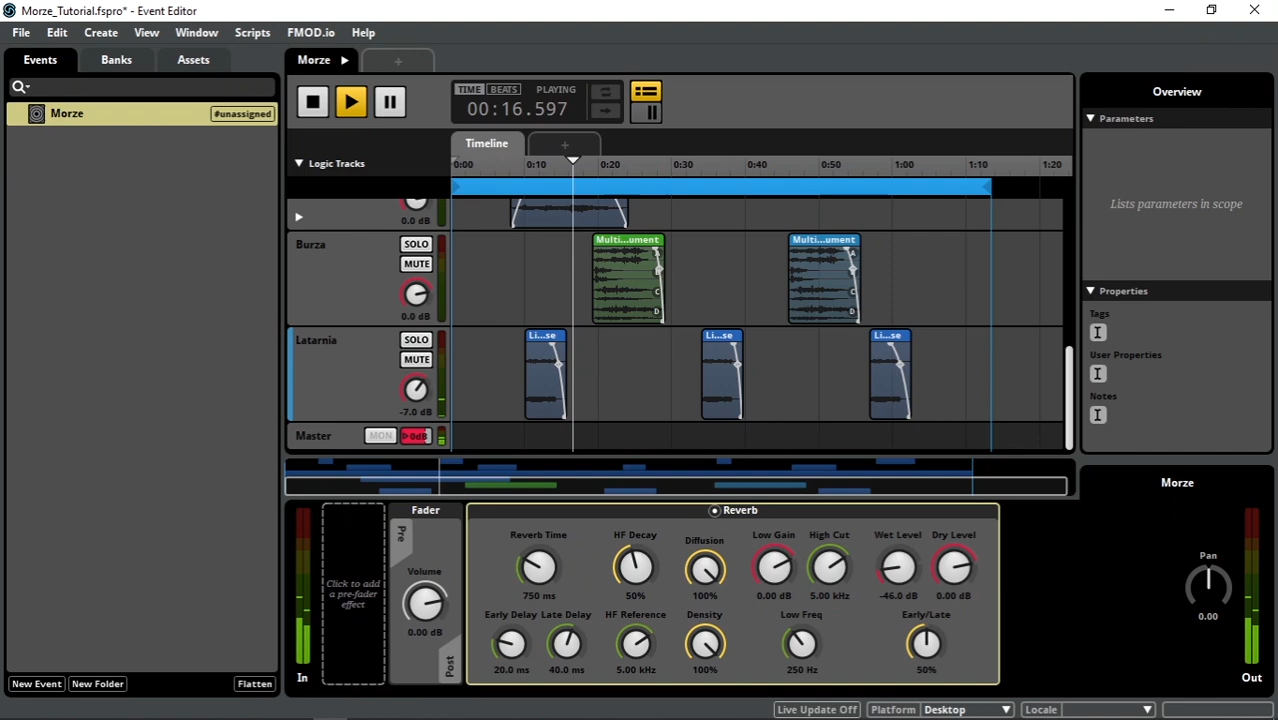 Morze_Tutorial.fspro* - Event Editor
File Edit Create View Window Scripts FMOD.io Help
Events Banks Assets
Morze
Morze #unassigned
TIME BEATS PLAYING
00:16.597
Timeline
Logic Tracks
0:00 0:10 0:20 0:30 0:40 0:50 1:00 1:10 1:20
0.0 dB
Burza SOLO MUTE 0.0 dB
Multi...ument Multi...ument
A
C
D
A
C
D
Latarnia SOLO MUTE -7.0 dB
Li...se Li...se Li...se
Master MON 0dB
In
Click to add a pre-fader effect
Fader
Pre
Volume
0.00 dB
Post
Reverb
Reverb Time HF Decay Diffusion Low Gain High Cut Wet Level Dry Level
750 ms 50% 100% 0.00 dB 5.00 kHz -46.0 dB 0.00 dB
Early Delay Late Delay HF Reference Density Low Freq Early/Late
20.0 ms 40.0 ms 5.00 kHz 100% 250 Hz 50%
Overview
Parameters
Lists parameters in scope
Properties
Tags
User Properties
Notes
Morze
Pan
0.00
Out
New Event New Folder Flatten
Live Update Off Platform Desktop Locale